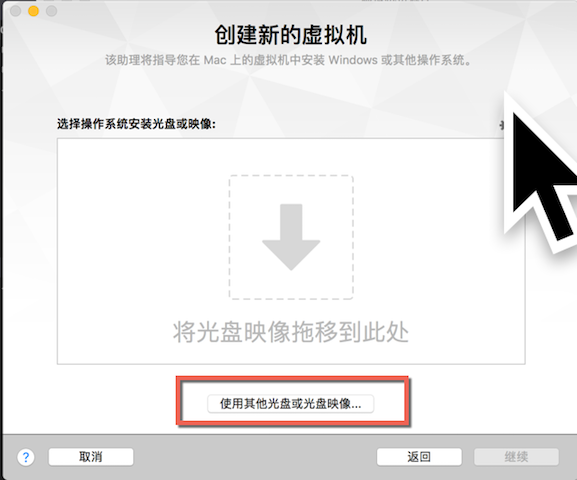 创建新的虚拟机
该助理将指导您在 Mac 上的虚拟机中安装 Windows 或其他操作系统。
选择操作系统安装光盘或映像:
将光盘映像拖移到此处
使用其他光盘或光盘映像...
?
取消
返回
继续